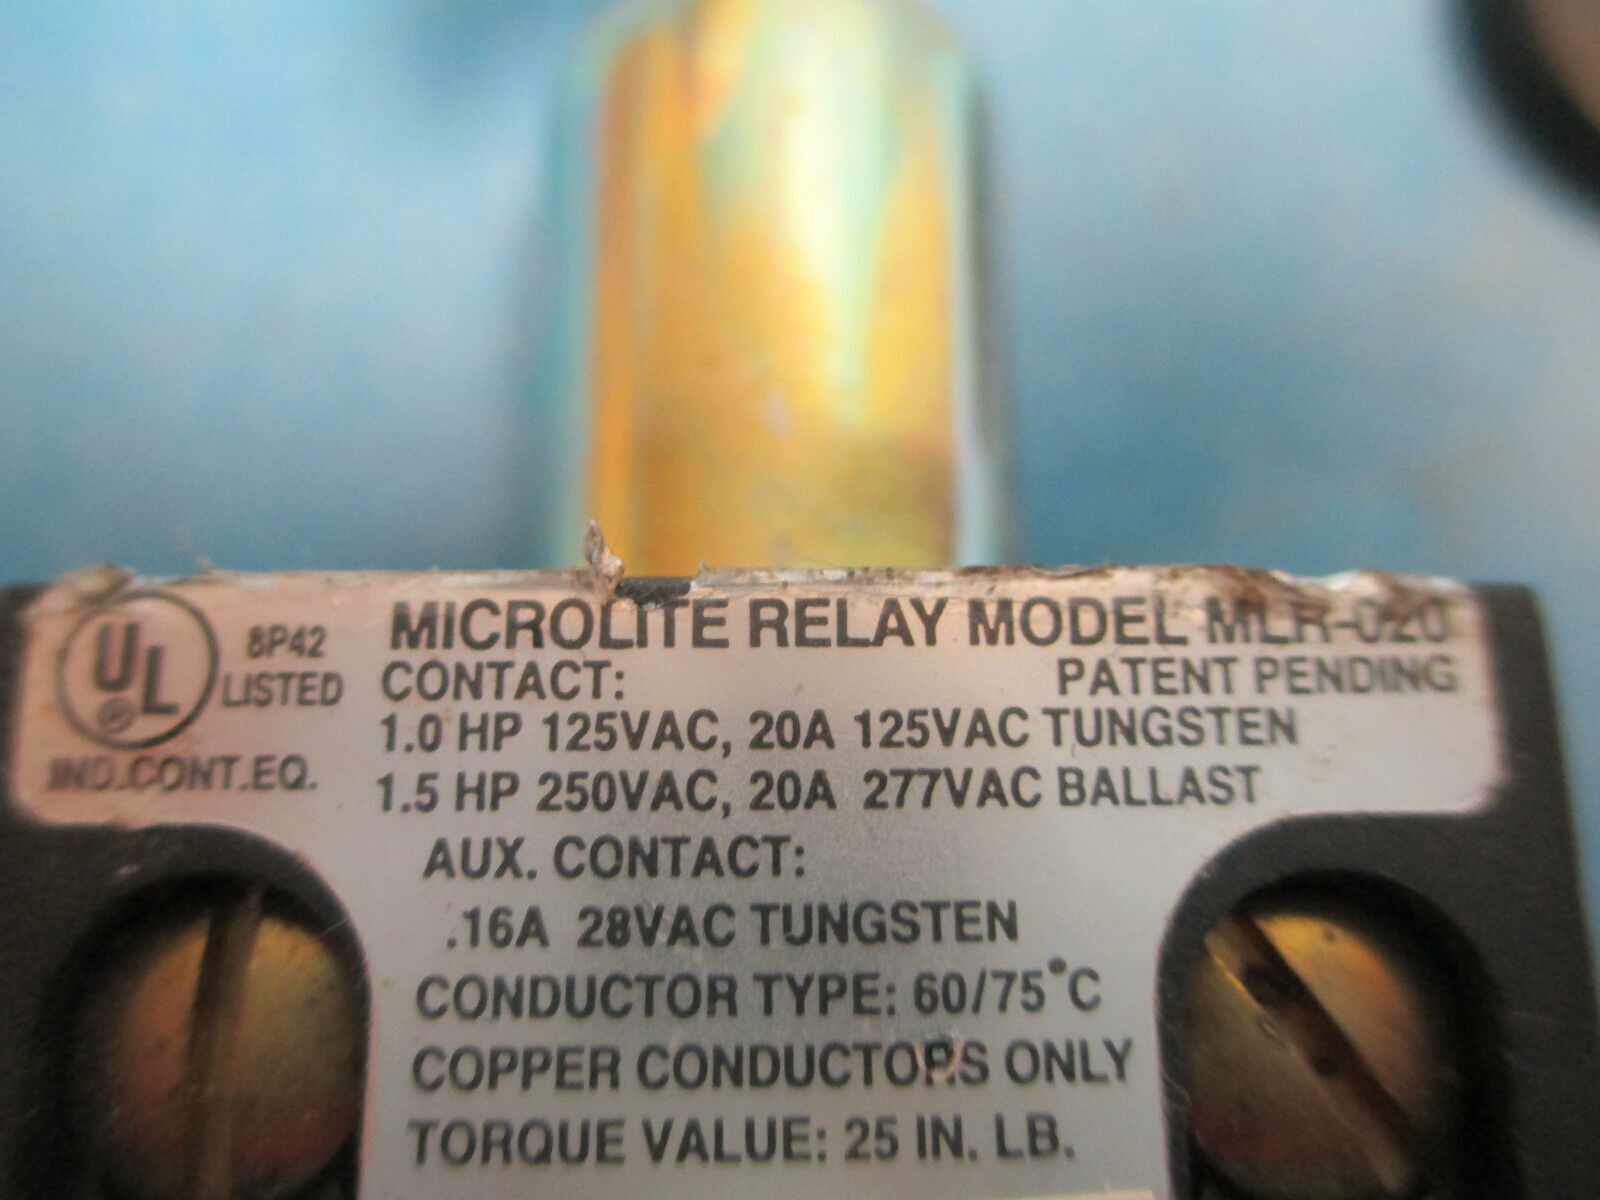 UL
®
8P42
LISTED
IND.CONT.EQ.
MICROLITE RELAY MODEL MLR-020
CONTACT: PATENT PENDING
1.0 HP 125VAC, 20A 125VAC TUNGSTEN
1.5 HP 250VAC, 20A 277VAC BALLAST
AUX. CONTACT:
.16A 28VAC TUNGSTEN
CONDUCTOR TYPE: 60/75°C
COPPER CONDUCTORS ONLY
TORQUE VALUE: 25 IN. LB.